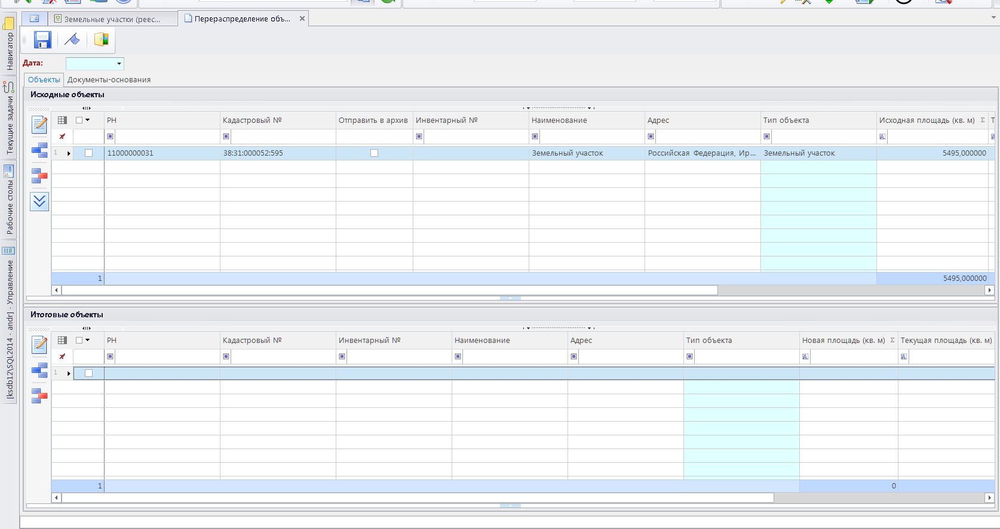 Земельные участки (реес...
Перераспределение объ...
Навигатор
Текущие задачи
Рабочие столы
[ksdb12\SQL2014 - andr] - Управление
Дата:
Объекты Документы-основания
Исходные объекты
РН Кадастровый № Отправить в архив Инвентарный № Наименование Адрес Тип объекта Исходная площадь (кв. м) Σ Т
1 11000000031 38:31:000052:595 Земельный участок Российская Федерация, Ир... Земельный участок 5495,000000
1 5495,000000
Итоговые объекты
РН Кадастровый № Инвентарный № Наименование Адрес Тип объекта Новая площадь (кв. м) Σ Текущая площадь (кв. м)
1
1 0